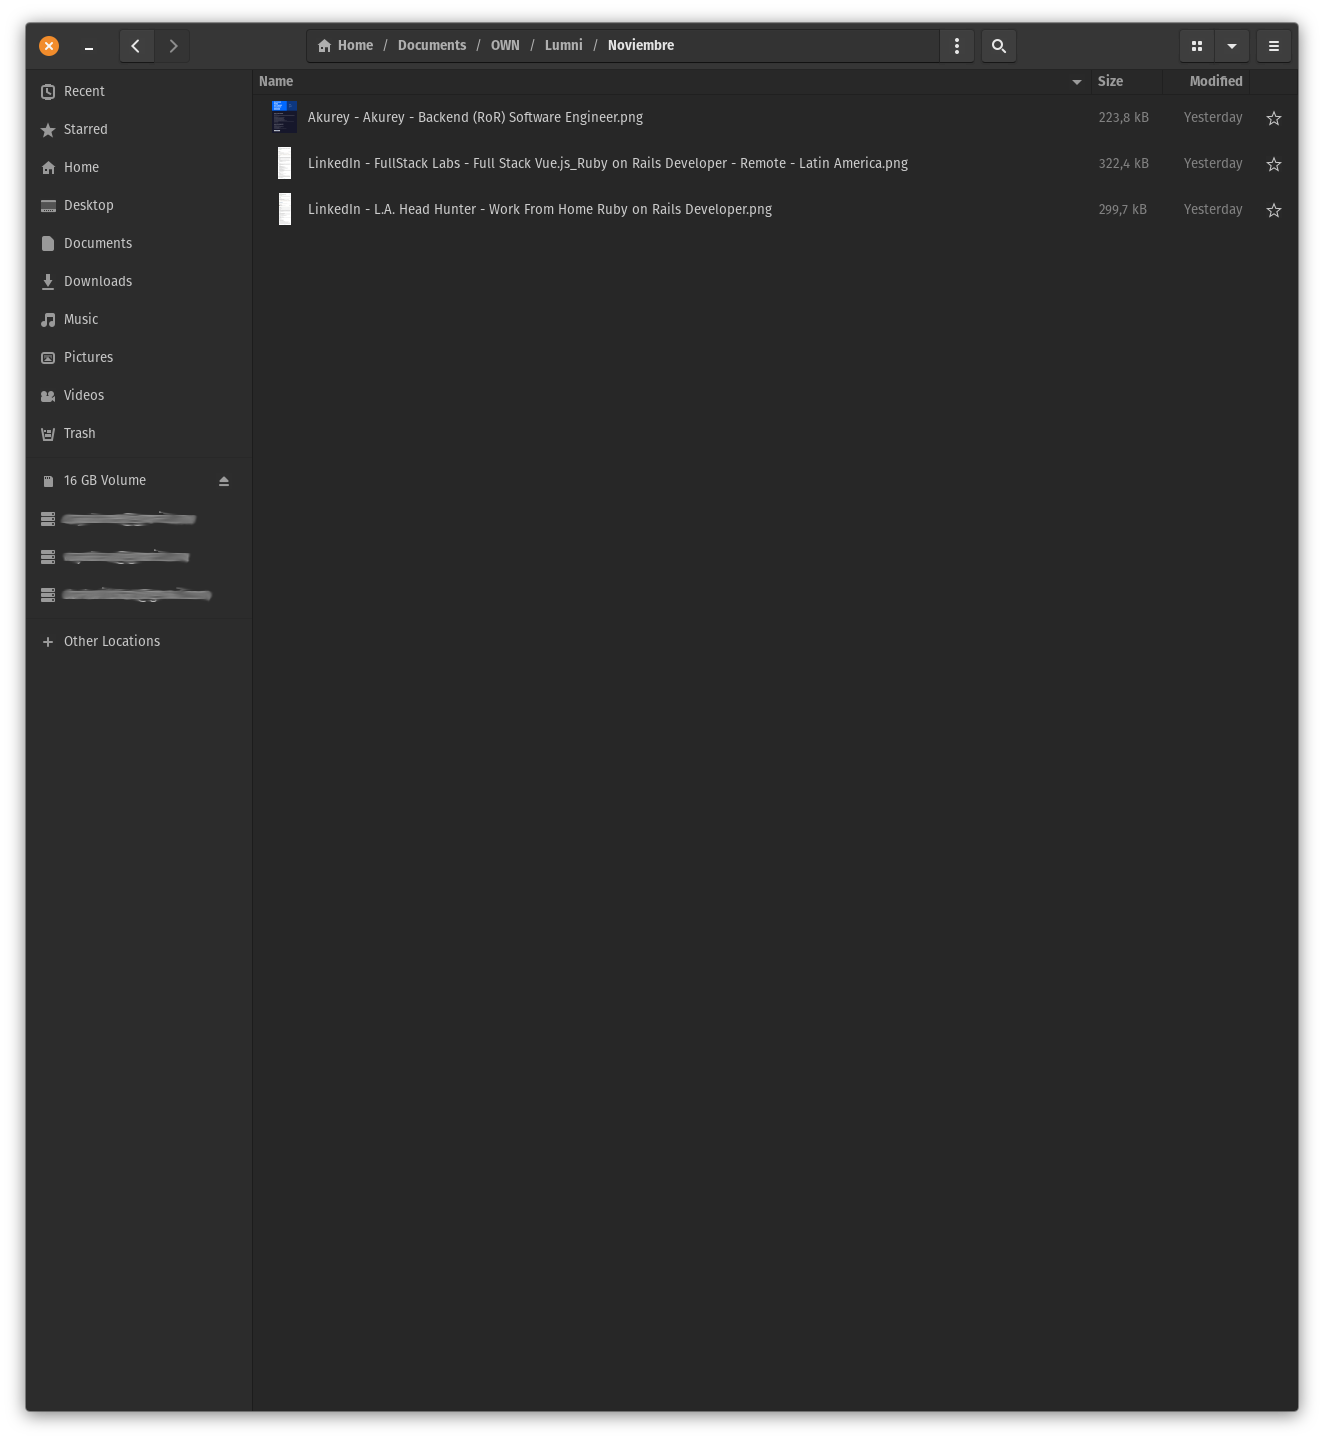 Home / Documents / OWN / Lumni / Noviembre
Name Size Modified
Akurey - Akurey - Backend (RoR) Software Engineer.png 223,8 kB Yesterday
LinkedIn - FullStack Labs - Full Stack Vue.js_Ruby on Rails Developer - Remote - Latin America.png 322,4 kB Yesterday
LinkedIn - L.A. Head Hunter - Work From Home Ruby on Rails Developer.png 299,7 kB Yesterday
Recent
Starred
Home
Desktop
Documents
Downloads
Music
Pictures
Videos
Trash
16 GB Volume
Other Locations